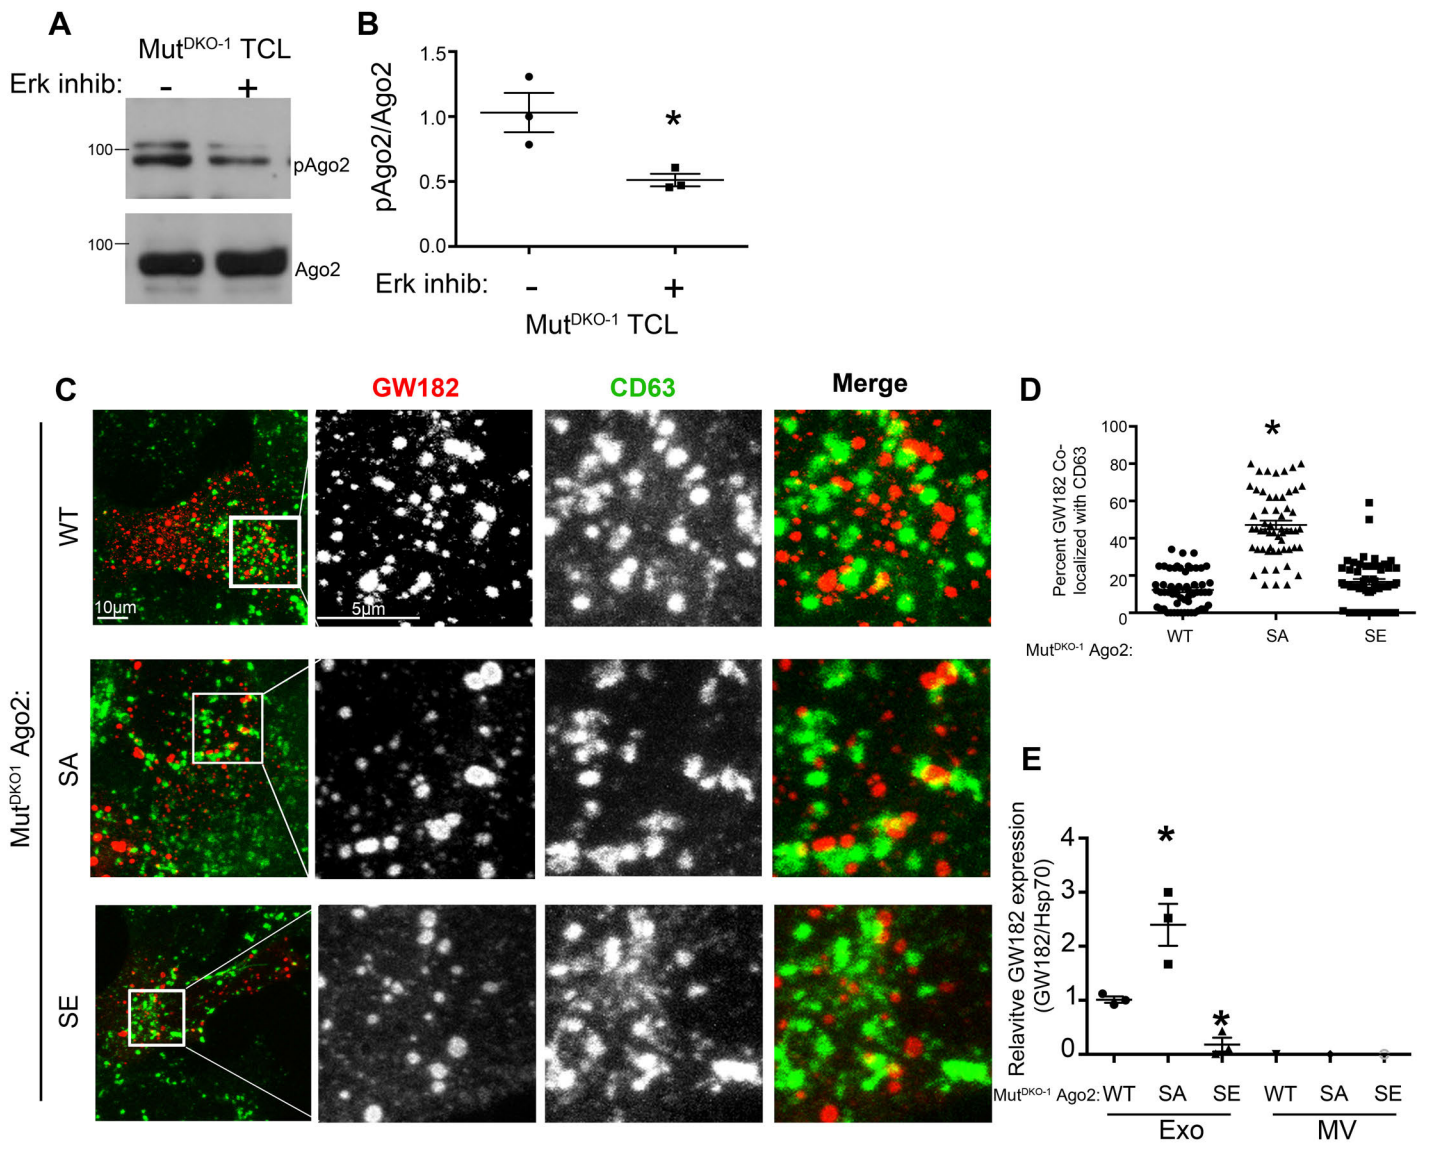 A
Mut^DKO-1 TCL
Erk inhib: - +
100
pAgo2
100
Ago2
B
pAgo2/Ago2
1.5
1.0
0.5
0.0
*
Erk inhib: - +
Mut^DKO-1 TCL
C
GW182 CD63 Merge
Mut^DKO1 Ago2:
WT
10µm
5µm
SA
SE
D
Percent GW182 Co-
localized with CD63
100
80
60
40
20
0
*
WT SA SE
Mut^DKO-1 Ago2:
E
Relavitve GW182 expression
(GW182/Hsp70)
4
3
2
1
0
*
*
Mut^DKO-1 Ago2: WT SA SE WT SA SE
Exo MV